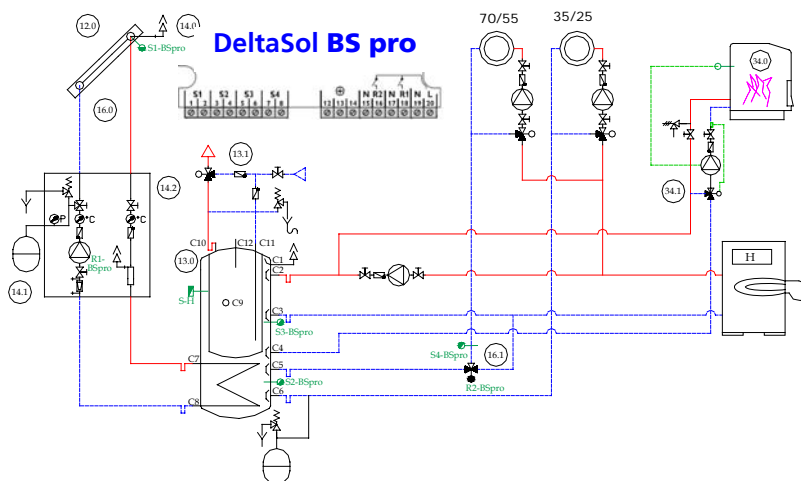 DeltaSol BS pro
70/55
35/25
12.0
14.0
S1-BSpro
34.0
S1 S2 S3 S4
1 2 3 4 5 6 7 8
N R2 N R1 N L
12 13 14 15 16 17 18 19 20
16.0
13.1
14.2
34.1
P
°C
°C
R1-BSpro
14.1
13.0
C10
C12
C11
C1
C2
H
S-H
C9
C3
S3-BSpro
C4
S4-BSpro
16.1
C7
C5
S2-BSpro
R2-BSpro
C6
C8